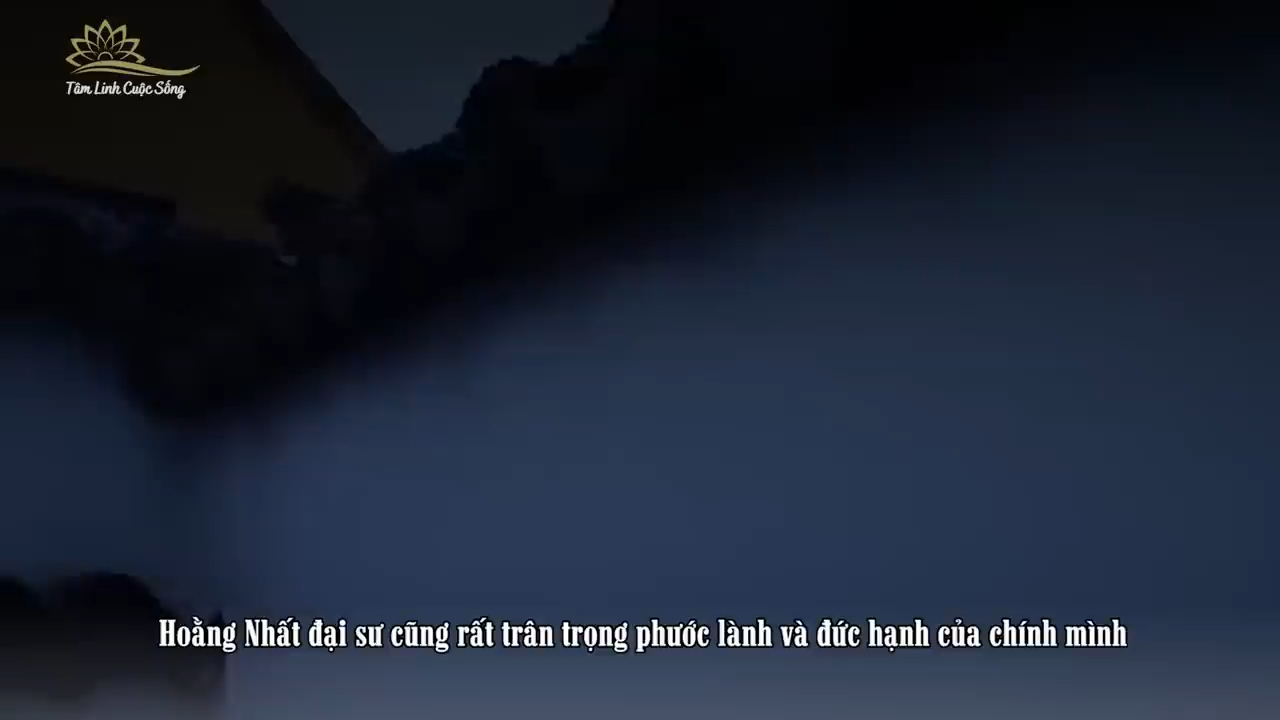 Tâm Linh Cuộc Sống
Hoằng Nhất đại sư cũng rất trân trọng phước lành và đức hạnh của chính mình